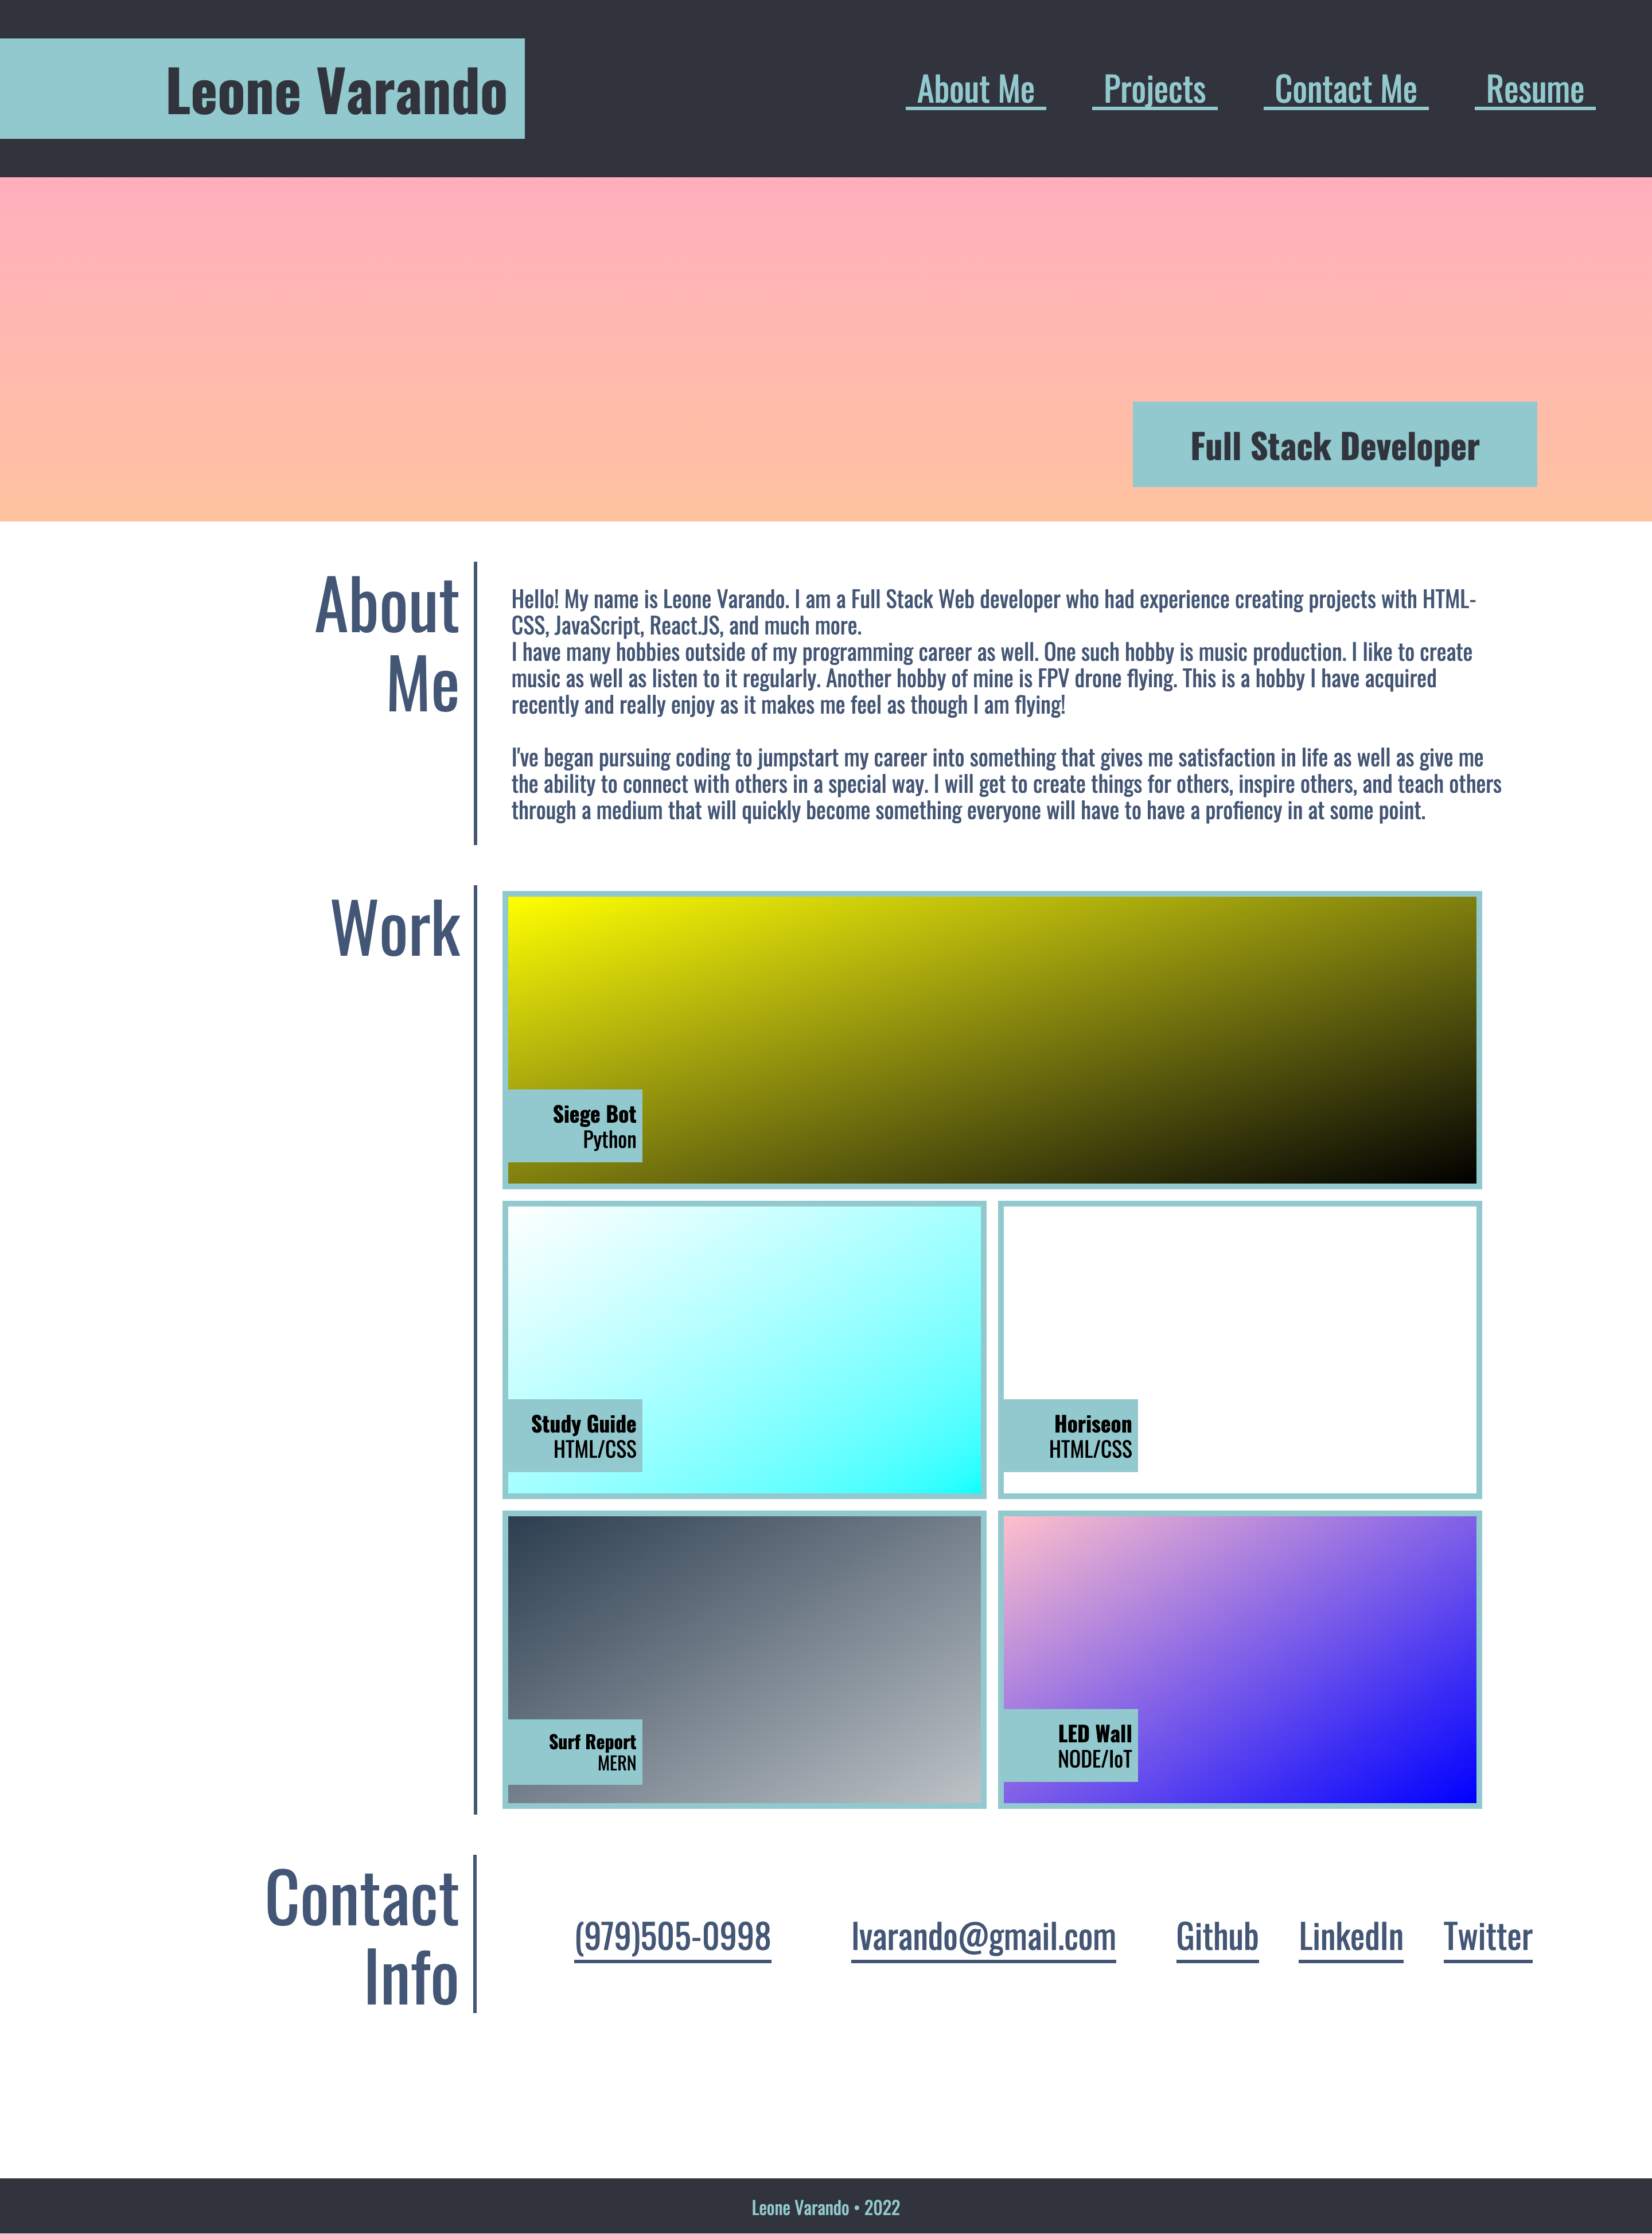 Leone Varando
About Me
Projects
Contact Me
Resume
Full Stack Developer
About
Me
Hello! My name is Leone Varando. I am a Full Stack Web developer who had experience creating projects with HTML-
CSS, JavaScript, React.JS, and much more.
I have many hobbies outside of my programming career as well. One such hobby is music production. I like to create
music as well as listen to it regularly. Another hobby of mine is FPV drone flying. This is a hobby I have acquired
recently and really enjoy as it makes me feel as though I am flying!
I've began pursuing coding to jumpstart my career into something that gives me satisfaction in life as well as give me
the ability to connect with others in a special way. I will get to create things for others, inspire others, and teach others
through a medium that will quickly become something everyone will have to have a profiency in at some point.
Work
Siege Bot
Python
Study Guide
HTML/CSS
Horiseon
HTML/CSS
Surf Report
MERN
LED Wall
NODE/IoT
Contact
Info
(979)505-0998
lvarando@gmail.com
Github
LinkedIn
Twitter
Leone Varando • 2022